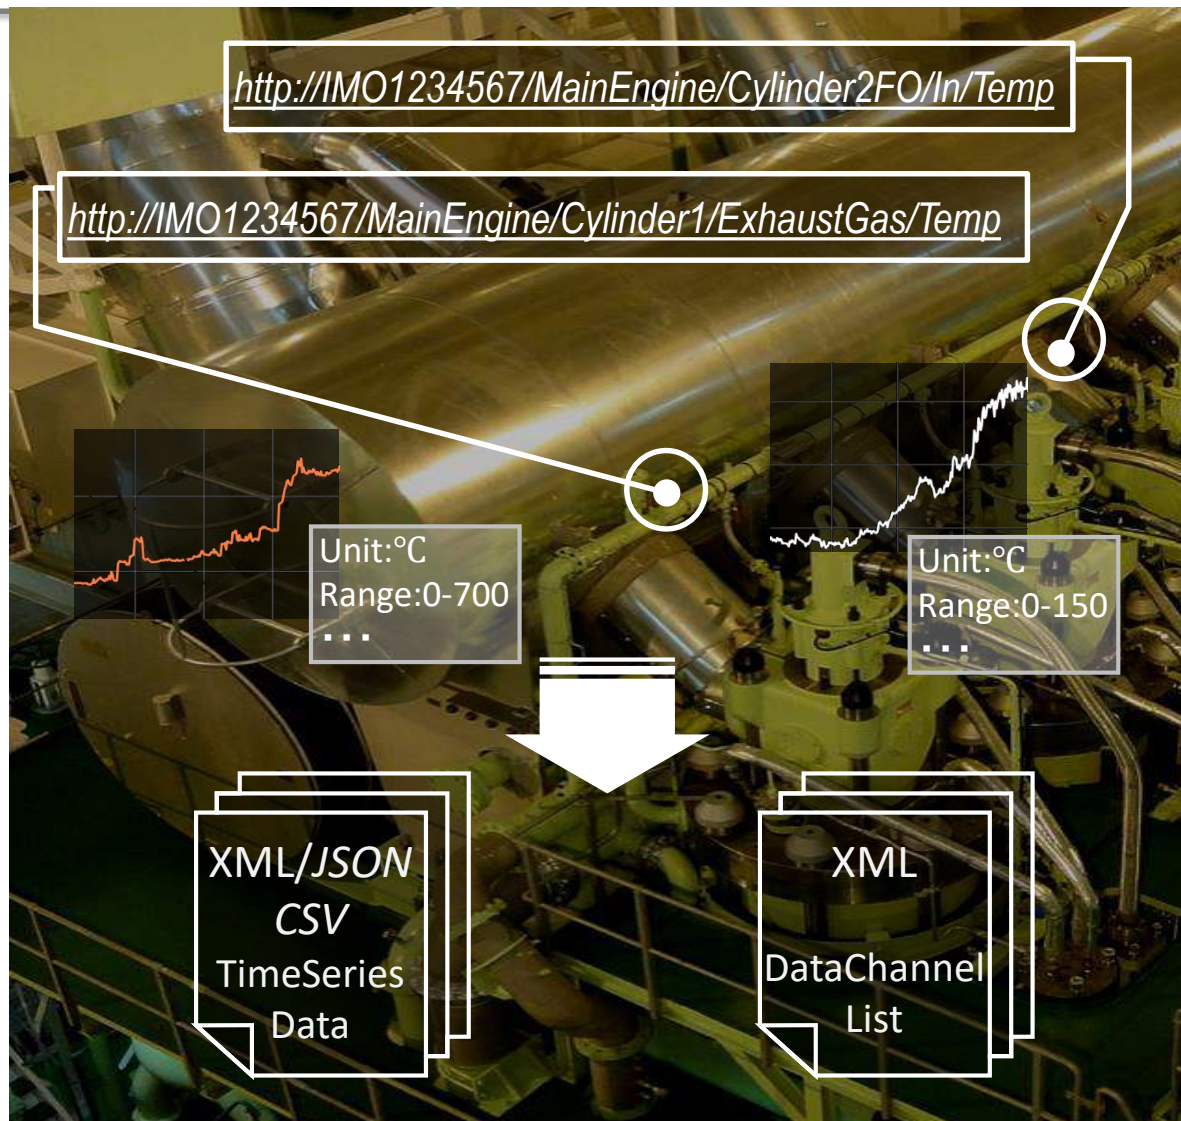 http://IMO1234567/MainEngine/Cylinder2FO/In/Temp
http://IMO1234567/MainEngine/Cylinder1/ExhaustGas/Temp
Unit:℃
Range:0-700
...
Unit:℃
Range:0-150
...
XML/JSON
CSV
TimeSeries
Data
XML
DataChannel
List